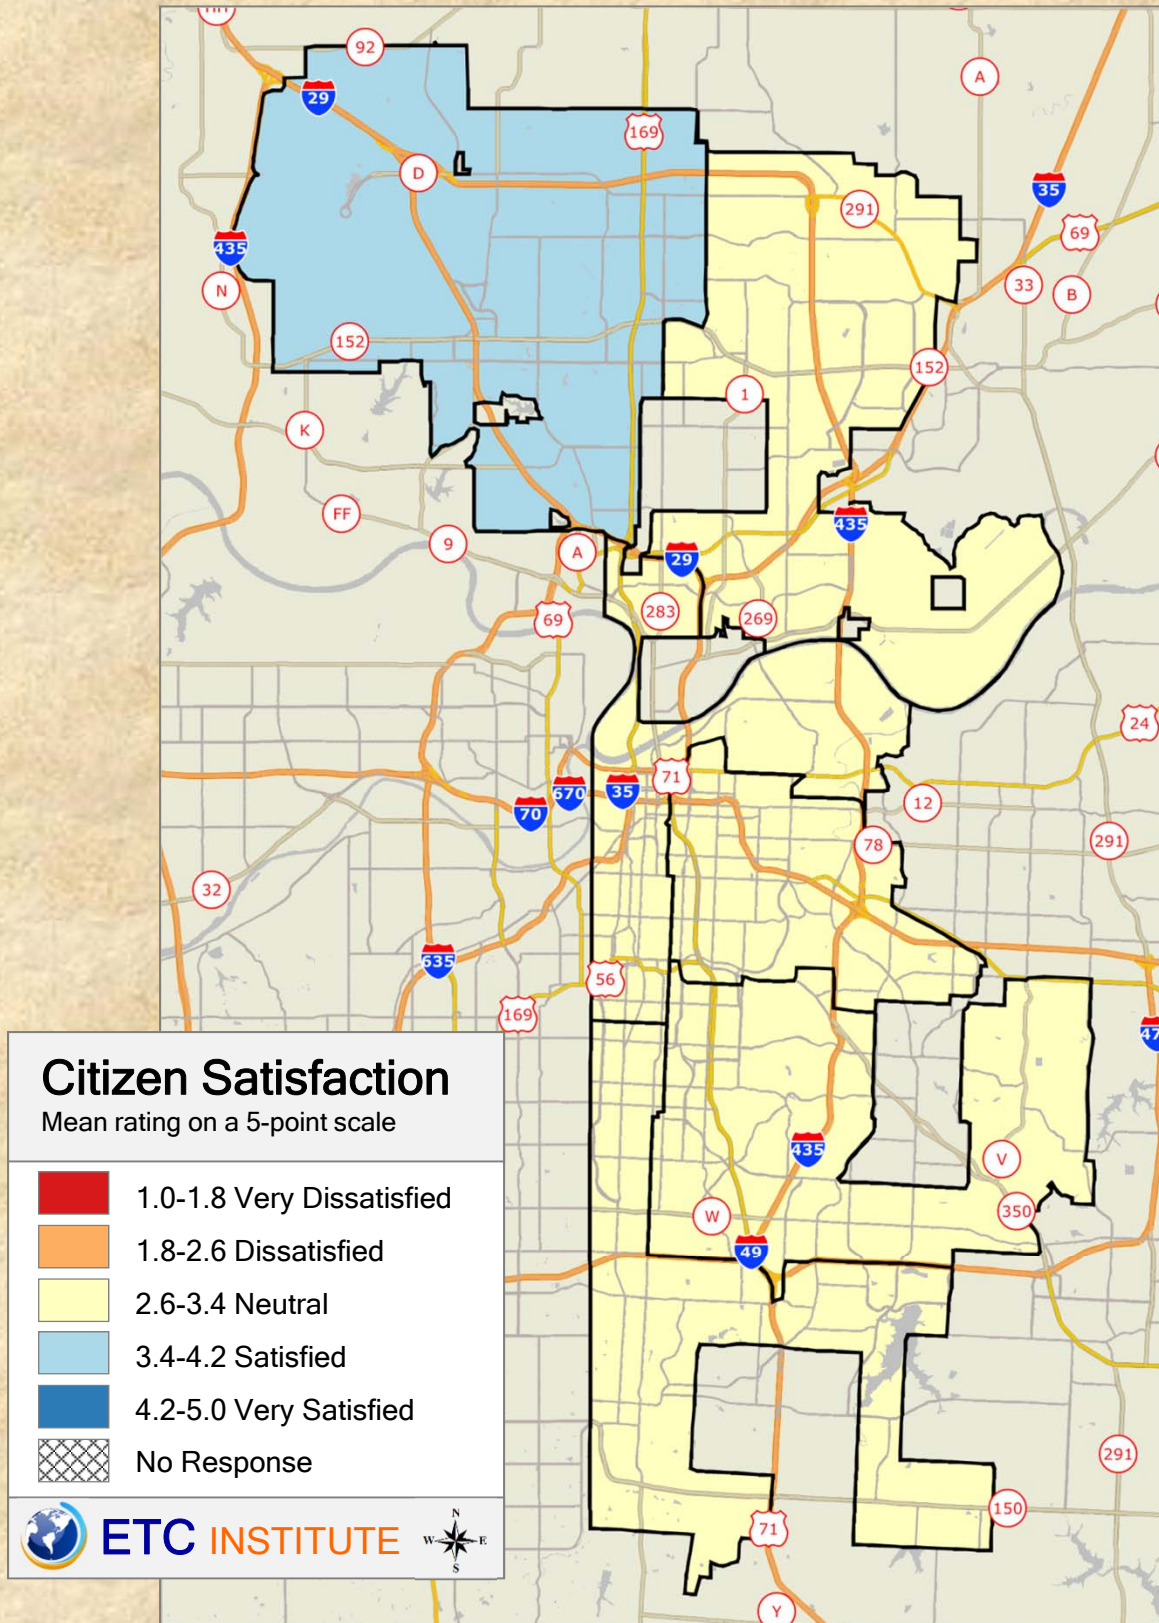 HH
92
A
29
169
D
35
291
69
435
N
33
B
152
152
1
K
FF
435
9
A
29
283
269
69
24
71
670
35
70
12
78
291
32
635
56
169
47
Citizen Satisfaction
Mean rating on a 5-point scale
1.0-1.8 Very Dissatisfied
1.8-2.6 Dissatisfied
2.6-3.4 Neutral
3.4-4.2 Satisfied
4.2-5.0 Very Satisfied
No Response
ETC INSTITUTE
N
W E
S
435
V
W
350
49
291
150
71
Y